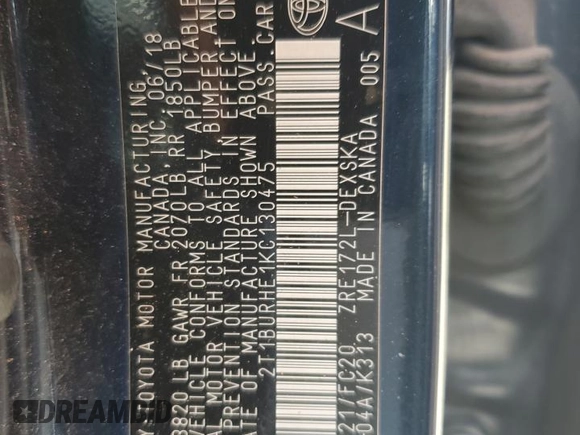 TOYOTA MOTOR MANUFACTURING,
CANADA, INC. 06/18
3820 LB GAWR FR 2070LB RR 1850LB
VEHICLE CONFORMS TO ALL APPLICABLE
MOTOR VEHICLE SAFETY, BUMPER AND
PREVENTION STANDARDS IN EFFECT ON
OF MANUFACTURE SHOWN ABOVE.
2T1BURHE1KC130475 PASS. CAR
21/FC20 ZRE172L-DEXSKA
04A/K313 MADE IN CANADA 005 A
DREAMBID